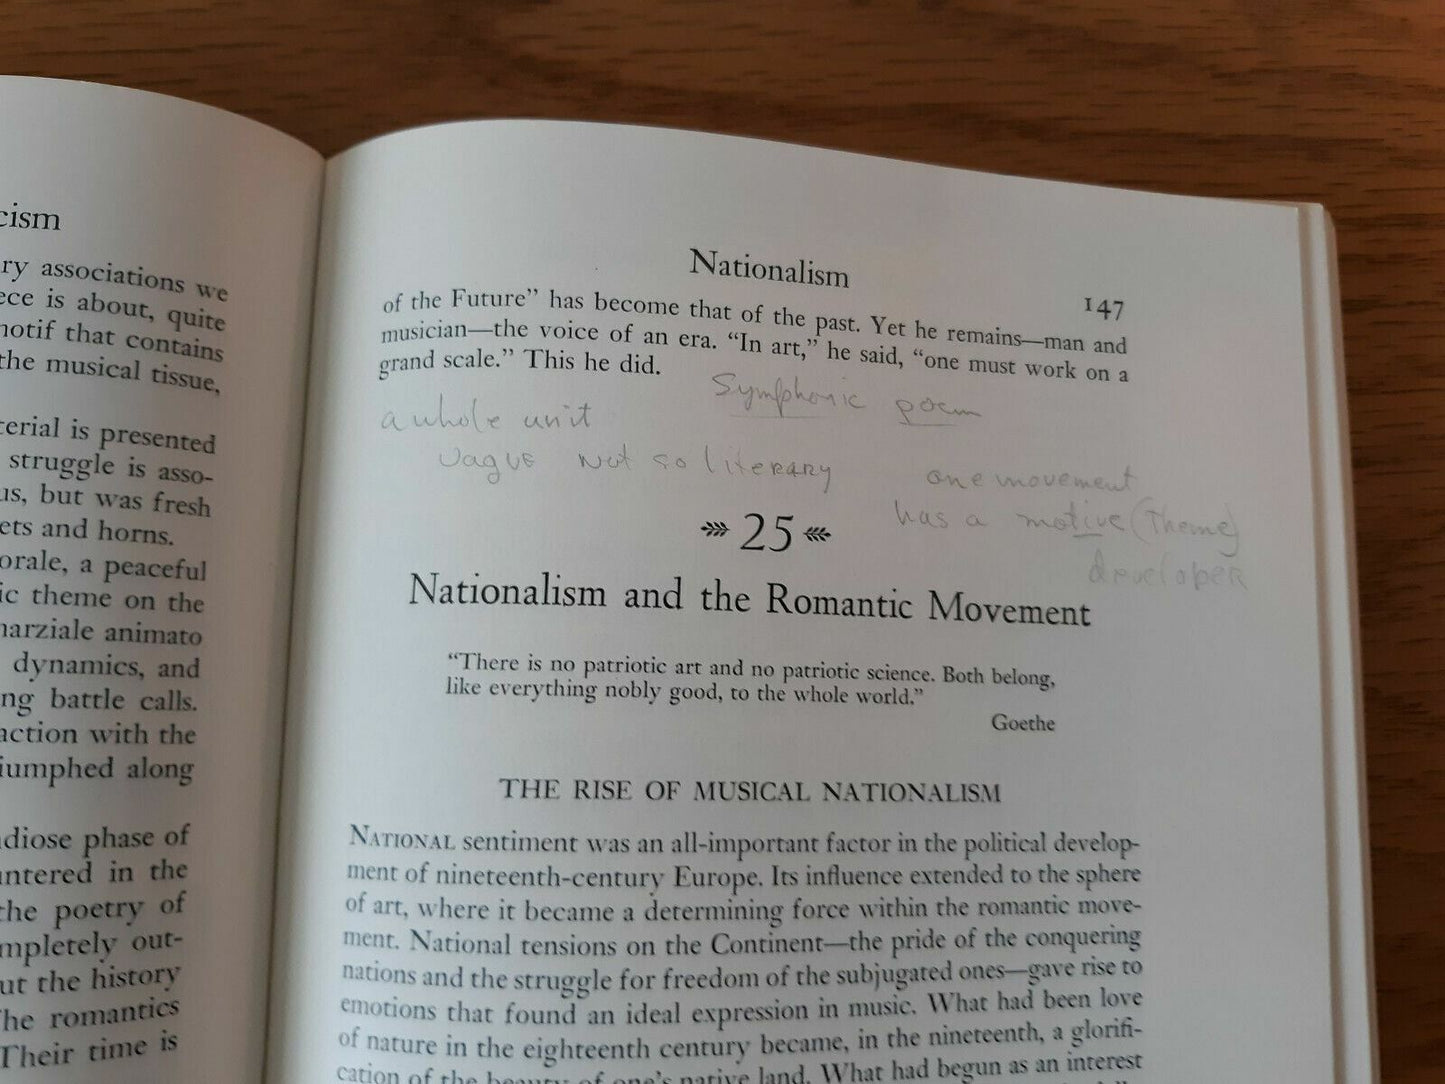 cism
ry associations we
ece is about, quite
notif that contains
the musical tissue,
terial is presented
struggle is asso-
us, but was fresh
ets and horns.
orale, a peaceful
ic theme on the
narziale animato
dynamics, and
ng battle calls.
action with the
iumphed along
diose phase of
untered in the
the poetry of
mpletely out-
ut the history
The romantics
Their time is
Nationalism
147
of the Future” has become that of the past. Yet he remains—man and
musician—the voice of an era. “In art,” he said, “one must work on a
grand scale.” This he did.
Symphonic poem
a whole unit
vague not so literary
one movement
has a motive (Theme)
developer
25
Nationalism and the Romantic Movement
“There is no patriotic art and no patriotic science. Both belong,
like everything nobly good, to the whole world.”
Goethe
THE RISE OF MUSICAL NATIONALISM
NATIONAL sentiment was an all-important factor in the political develop-
ment of nineteenth-century Europe. Its influence extended to the sphere
of art, where it became a determining force within the romantic move-
ment. National tensions on the Continent—the pride of the conquering
nations and the struggle for freedom of the subjugated ones—gave rise to
emotions that found an ideal expression in music. What had been love
of nature in the eighteenth century became, in the nineteenth, a glorifi-
cation of the beauty of one’s native land. What had begun as an interest